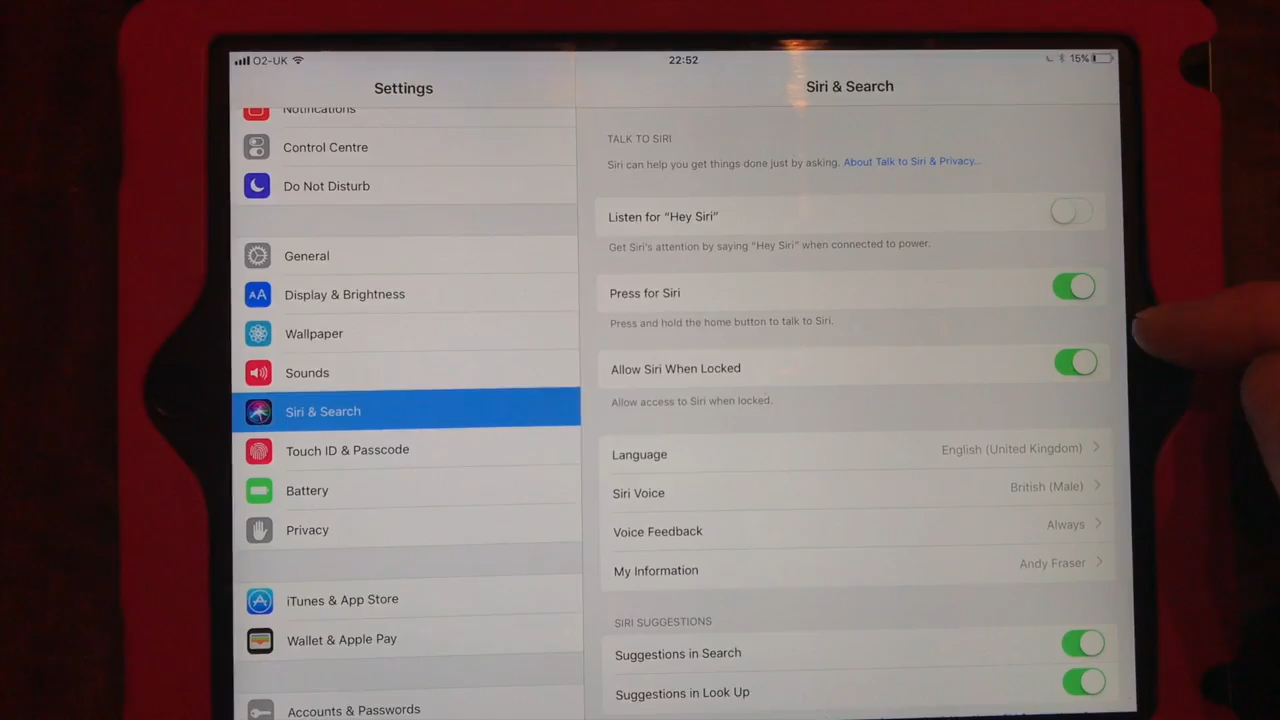 O2-UK
22:52
15%
Settings
Siri & Search
Notifications
Control Centre
Do Not Disturb
General
Display & Brightness
Wallpaper
Sounds
Siri & Search
Touch ID & Passcode
Battery
Privacy
iTunes & App Store
Wallet & Apple Pay
Accounts & Passwords
TALK TO SIRI
Siri can help you get things done just by asking. About Talk to Siri & Privacy...
Listen for “Hey Siri”
Get Siri's attention by saying “Hey Siri” when connected to power.
Press for Siri
Press and hold the home button to talk to Siri.
Allow Siri When Locked
Allow access to Siri when locked.
Language English (United Kingdom)
Siri Voice British (Male)
Voice Feedback Always
My Information Andy Fraser
SIRI SUGGESTIONS
Suggestions in Search
Suggestions in Look Up